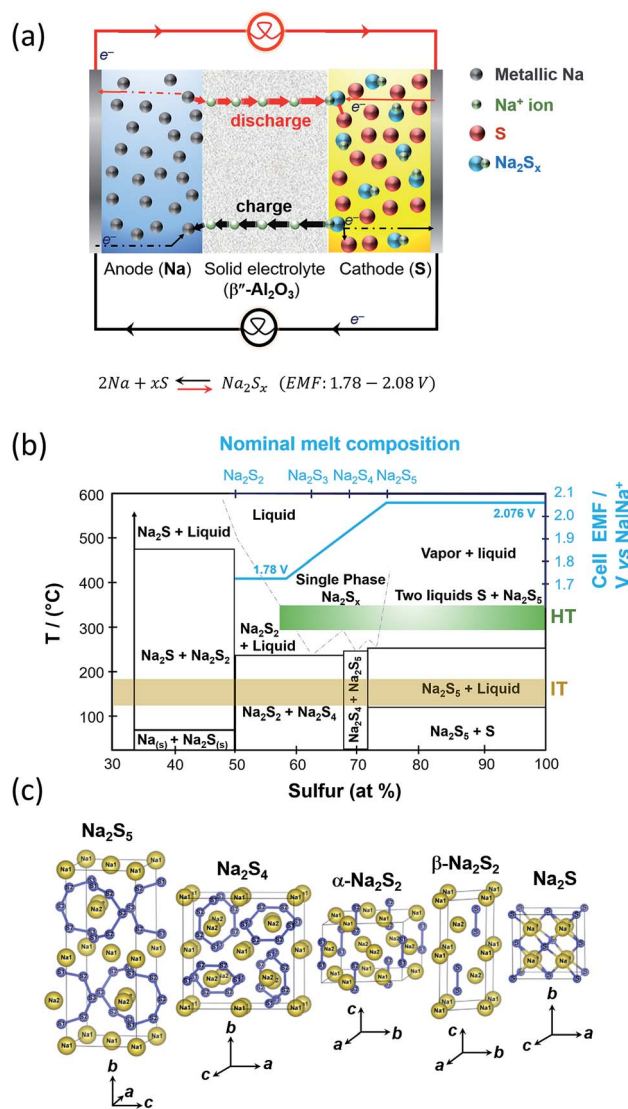 (a)
e⁻
e⁻
discharge
charge
e⁻
Anode (Na)
Solid electrolyte
(β″-Al₂O₃)
Cathode (S)
e⁻
Metallic Na
Na⁺ ion
S
Na₂Sₓ
2Na + xS ⇌ Na₂Sₓ (EMF: 1.78 − 2.08 V)
(b)
Nominal melt composition
Na₂S₂ Na₂S₃ Na₂S₄ Na₂S₅
600
500
400
300
200
100
T / (°C)
Na₂S + Liquid
Liquid
2.076 V
1.78 V
Vapor + liquid
Single Phase
Na₂Sₓ
Two liquids S + Na₂S₅
Na₂S₂
+ Liquid
Na₂S + Na₂S₂
Na₂S₂ + Na₂S₄
Na₂S₄ + Na₂S₅
Na₂S₅ + Liquid
Na₍ₛ₎ + Na₂S₍ₛ₎
Na₂S₅ + S
2.1
2.0
1.9
1.8
1.7
Cell EMF /
V vs Na|Na⁺
HT
IT
30 40 50 60 70 80 90 100
Sulfur (at %)
(c)
Na₂S₅
Na₂S₄
α-Na₂S₂
β-Na₂S₂
Na₂S
Na1
Na2
b
a
c
b
c
a
c
a
b
c
a
b
b
c
a